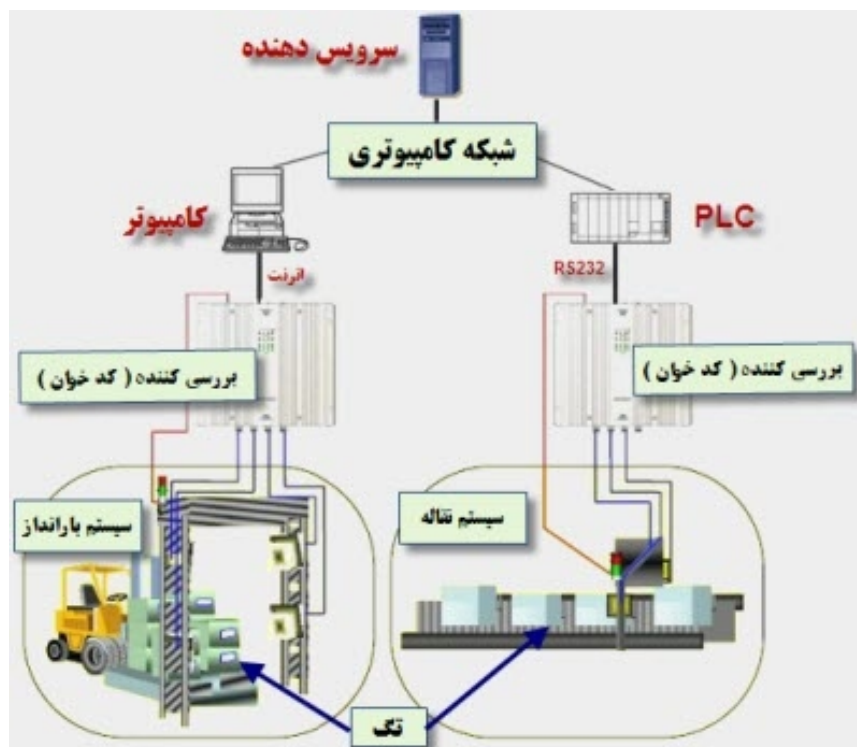 سرویس دهنده
شبکه کامپیوتری
کامپیوتر
PLC
اترنت
RS232
بررسی کننده ( کد خوان )
بررسی کننده ( کد خوان )
سیستم بارانداز
سیستم نقاله
تگ